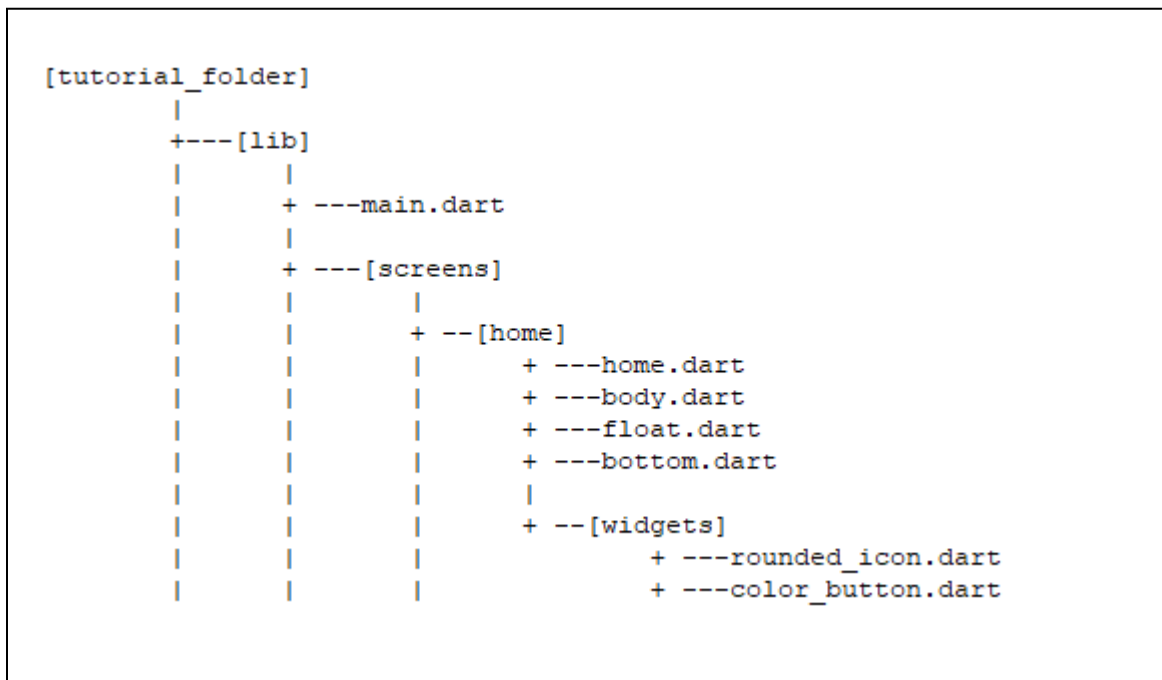 [tutorial_folder]
|
+---[lib]
| |
| + ---main.dart
| |
| + ---[screens]
| | |
| | + --[home]
| | | + ---home.dart
| | | + ---body.dart
| | | + ---float.dart
| | | + ---bottom.dart
| | | |
| | | + --[widgets]
| | | + ---rounded_icon.dart
| | | + ---color_button.dart